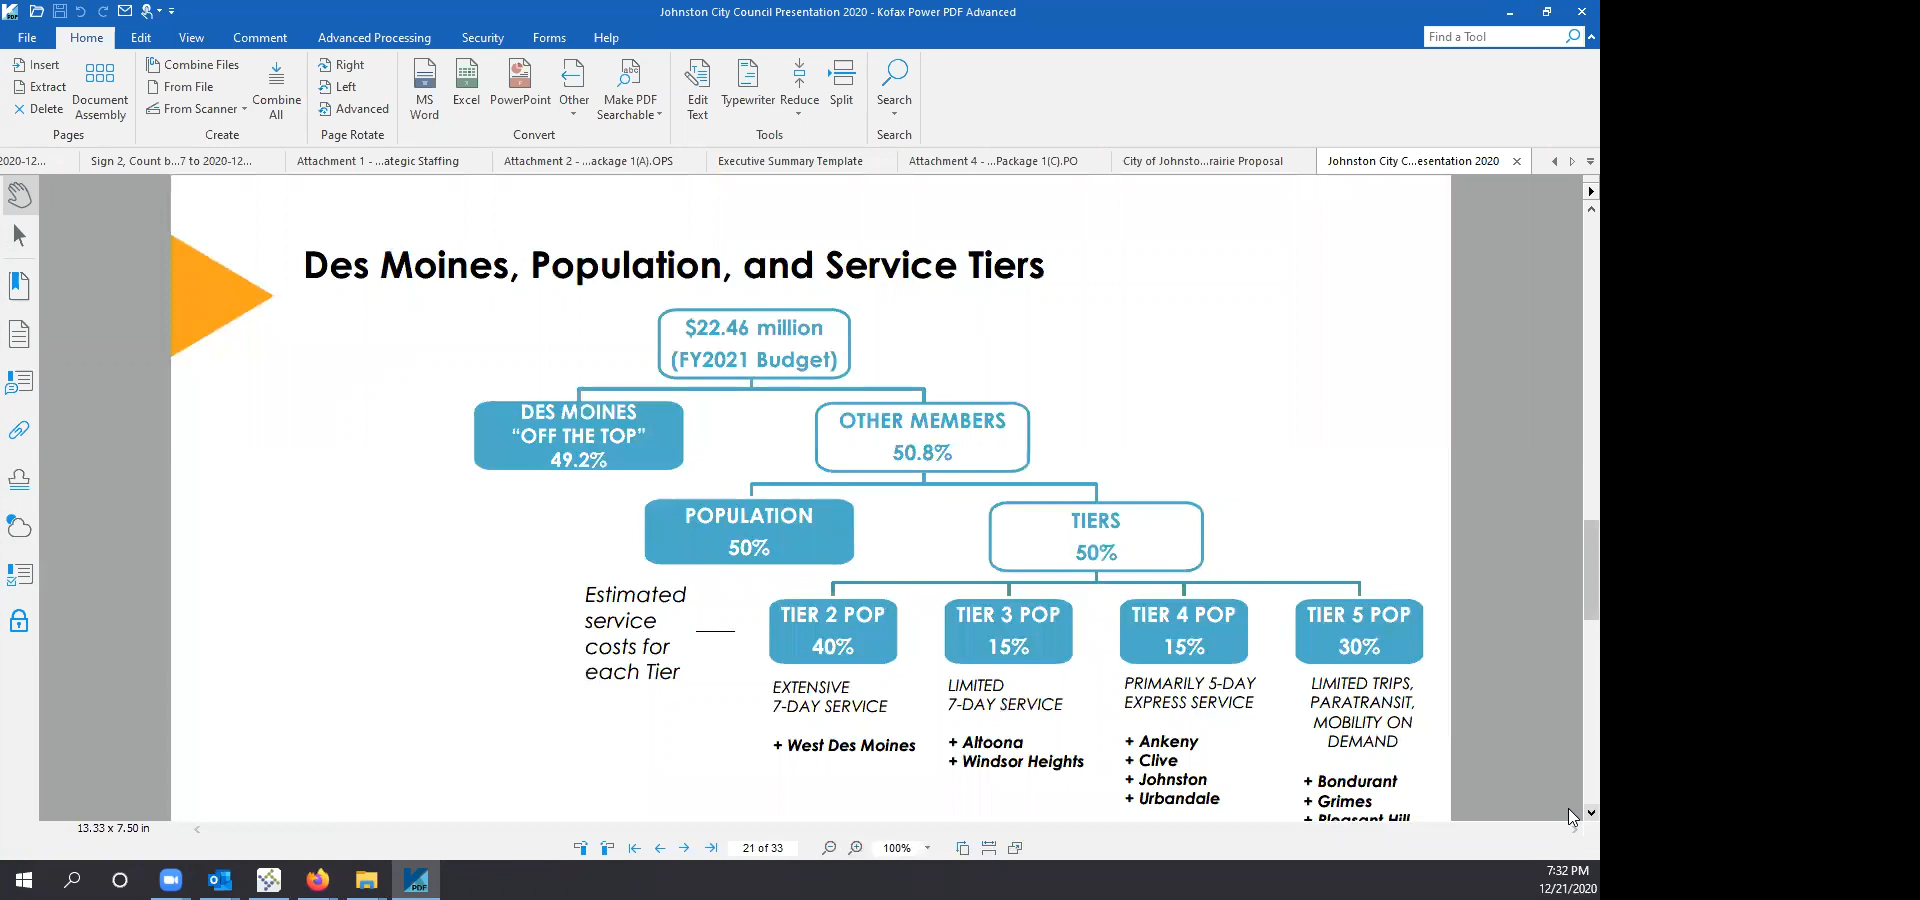 Johnston City Council Presentation 2020 - Kofax Power PDF Advanced
File Home Edit View Comment Advanced Processing Security Forms Help
Find a Tool
Insert
Extract
Delete
Document
Assembly
Pages
Combine Files
From File
From Scanner
Combine
All
Create
Right
Left
Advanced
Page Rotate
MS
Word
Excel
PowerPoint
Other
Make PDF
Searchable
Convert
Edit
Text
Typewriter
Reduce
Split
Tools
Search
Search
2020-12...
Sign 2, Count b...7 to 2020-12...
Attachment 1 - ...ategic Staffing
Attachment 2 - ...ackage 1(A).OPS
Executive Summary Template
Attachment 4 - ...Package 1(C).PO
City of Johnsto...rairie Proposal
Johnston City C...esentation 2020
Des Moines, Population, and Service Tiers
$22.46 million
(FY2021 Budget)
DES MOINES
“OFF THE TOP”
49.2%
OTHER MEMBERS
50.8%
POPULATION
50%
TIERS
50%
Estimated
service
costs for
each Tier
TIER 2 POP
40%
TIER 3 POP
15%
TIER 4 POP
15%
TIER 5 POP
30%
EXTENSIVE
7-DAY SERVICE
+ West Des Moines
LIMITED
7-DAY SERVICE
+ Altoona
+ Windsor Heights
PRIMARILY 5-DAY
EXPRESS SERVICE
+ Ankeny
+ Clive
+ Johnston
+ Urbandale
LIMITED TRIPS,
PARATRANSIT,
MOBILITY ON
DEMAND
+ Bondurant
+ Grimes
+ Pleasant Hill
13.33 x 7.50 in
21 of 33
100%
7:32 PM
12/21/2020